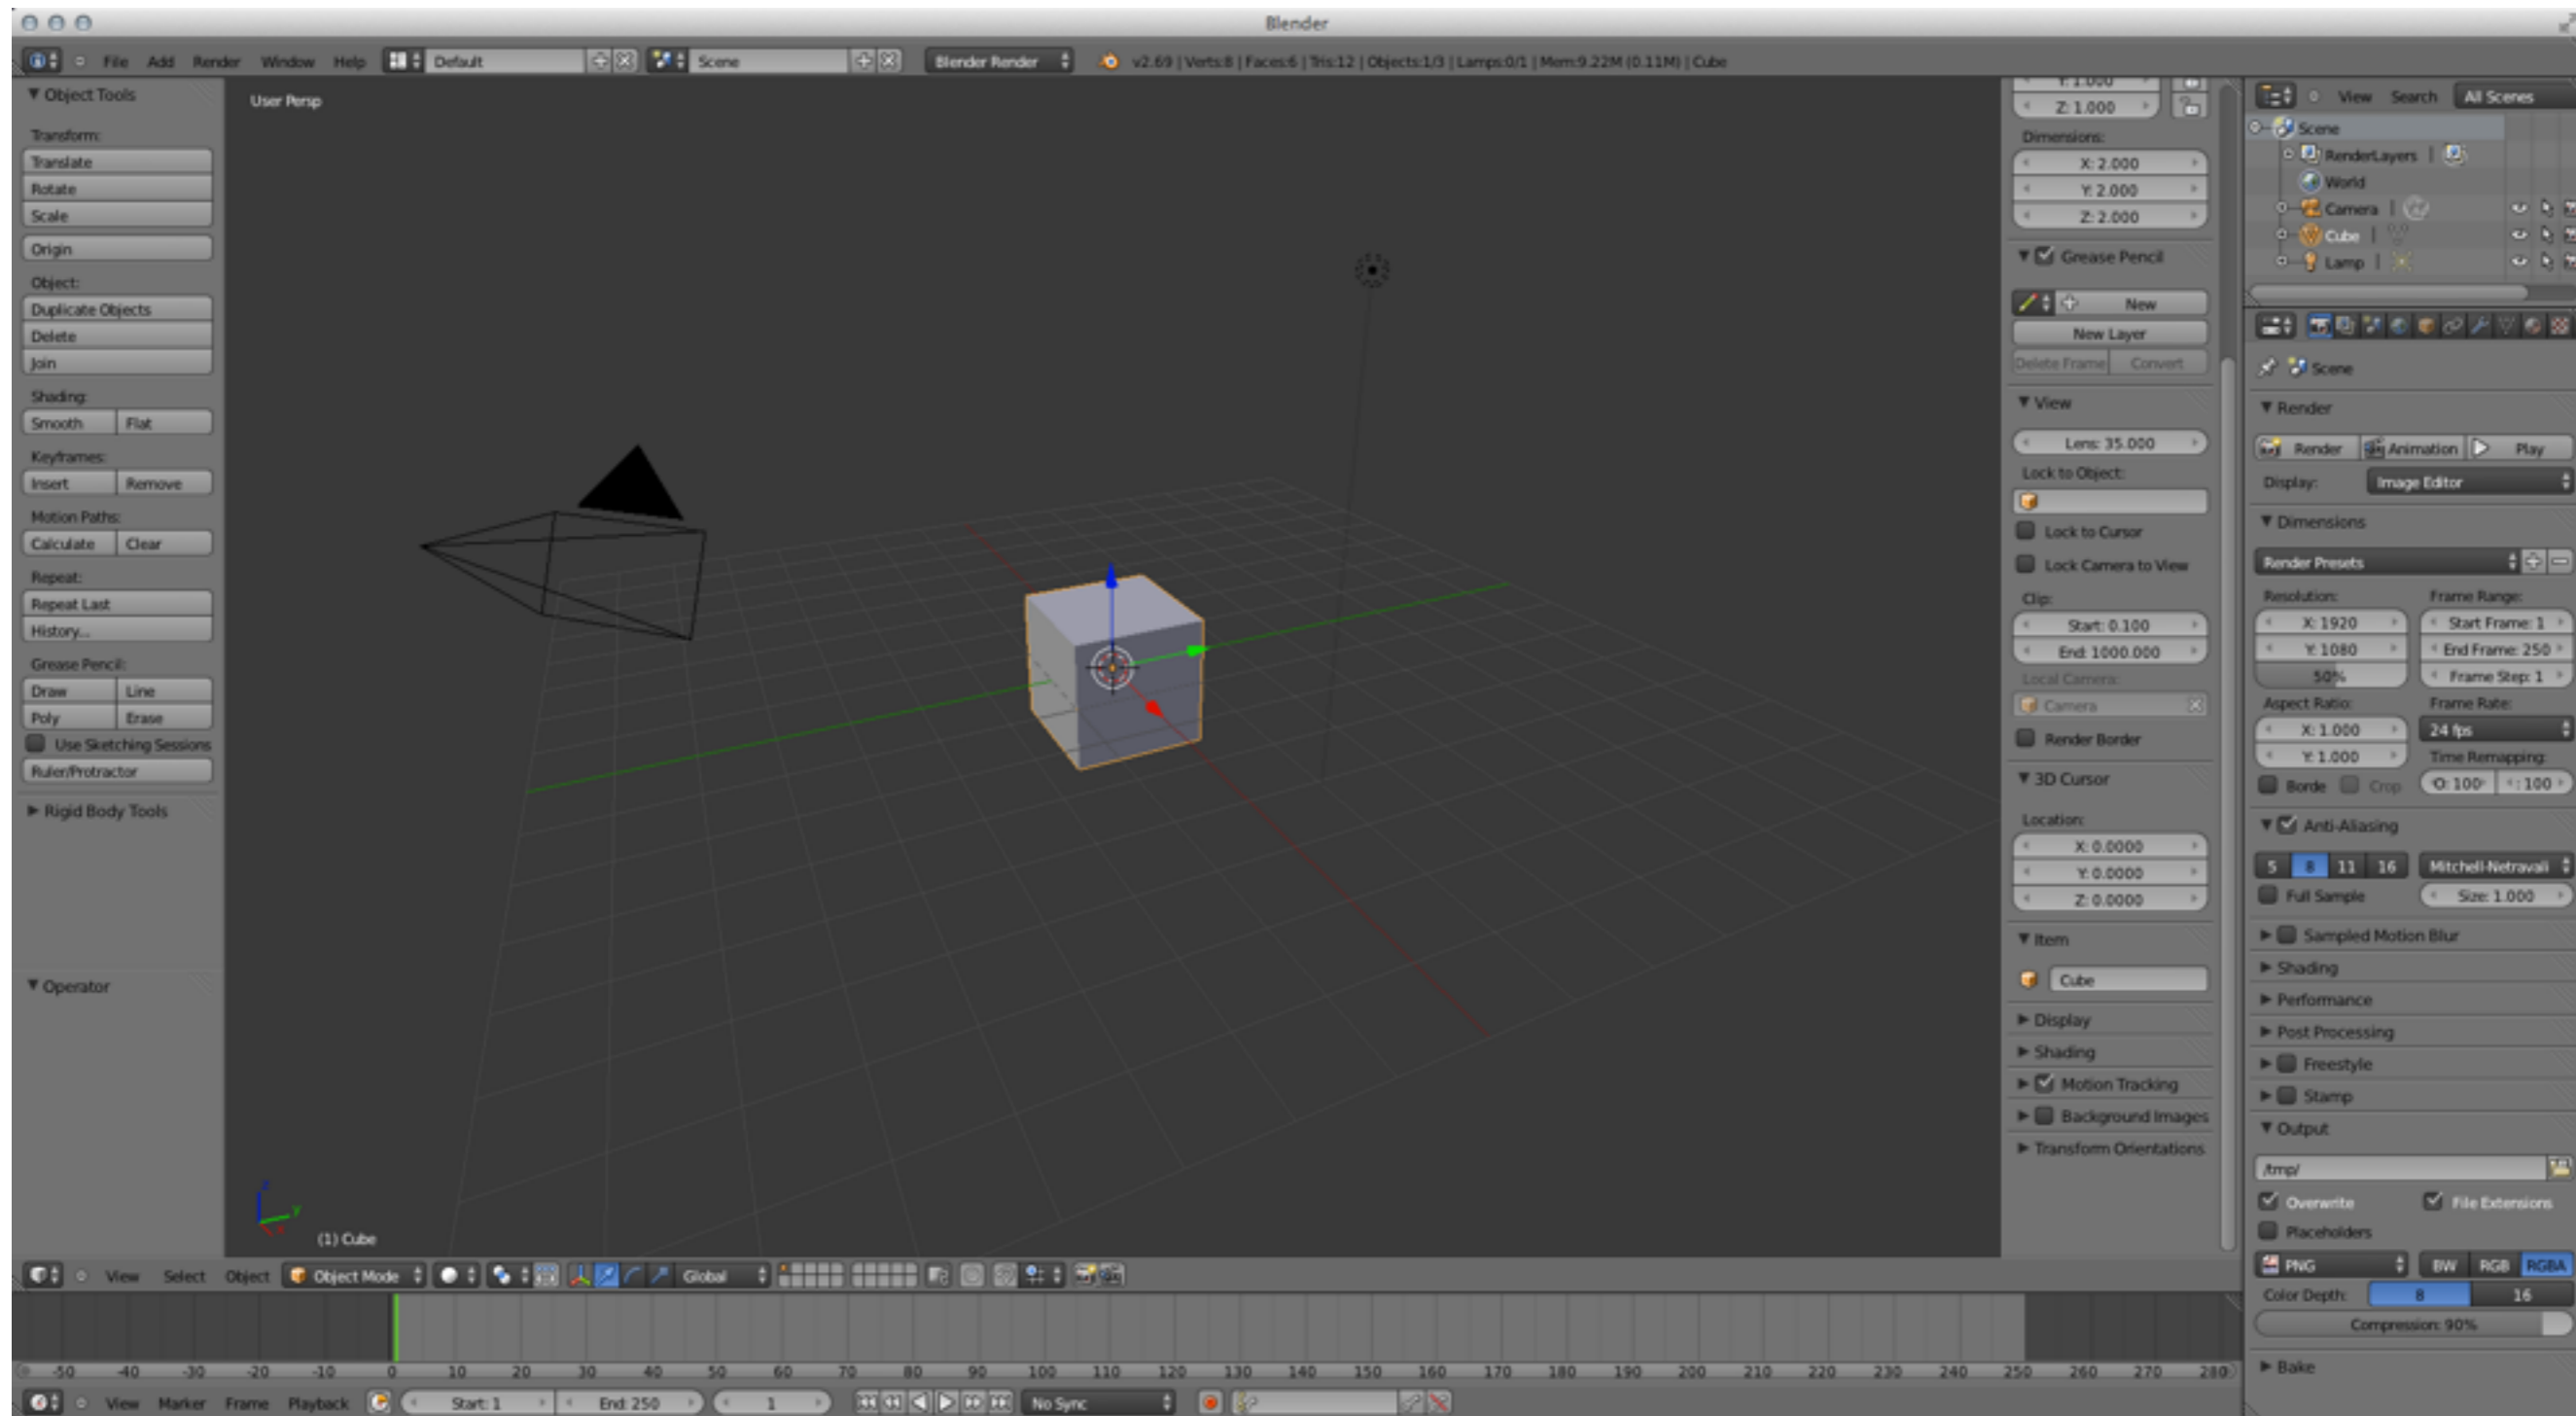 Blender
File Add Render Window Help Default Scene Blender Render v2.69 | Verts:8 | Faces:6 | Tris:12 | Objects:1/3 | Lamps:0/1 | Mem:9.22M (0.11M) | Cube
Object Tools
Transform:
Translate
Rotate
Scale
Origin
Object:
Duplicate Objects
Delete
Join
Shading:
Smooth Flat
Keyframes:
Insert Remove
Motion Paths:
Calculate Clear
Repeat:
Repeat Last
History...
Grease Pencil:
Draw Line
Poly Erase
Use Sketching Sessions
Ruler/Protractor
Rigid Body Tools
Operator
User Persp
z
y
x
(1) Cube
Y: 1.000
Z: 1.000
Dimensions:
X: 2.000
Y: 2.000
Z: 2.000
Grease Pencil
New
New Layer
Delete Frame Convert
View
Lens: 35.000
Lock to Object:
Lock to Cursor
Lock Camera to View
Clip:
Start: 0.100
End: 1000.000
Local Camera:
Camera
Render Border
3D Cursor
Location:
X: 0.0000
Y: 0.0000
Z: 0.0000
Item
Cube
Display
Shading
Motion Tracking
Background Images
Transform Orientations
View Search All Scenes
Scene
RenderLayers |
World
Camera |
Cube |
Lamp |
Scene
Render
Render Animation Play
Display: Image Editor
Dimensions
Render Presets
Resolution: Frame Range:
X: 1920 Start Frame: 1
Y: 1080 End Frame: 250
50% Frame Step: 1
Aspect Ratio: Frame Rate:
X: 1.000 24 fps
Y: 1.000 Time Remapping:
Borde Crop O: 100 : 100
Anti-Aliasing
5 8 11 16 Mitchell-Netravali
Full Sample Size: 1.000
Sampled Motion Blur
Shading
Performance
Post Processing
Freestyle
Stamp
Output
/tmp/
Overwrite File Extensions
Placeholders
PNG BW RGB RGBA
Color Depth: 8 16
Compression: 90%
Bake
View Select Object Object Mode Global
-50 -40 -30 -20 -10 0 10 20 30 40 50 60 70 80 90 100 110 120 130 140 150 160 170 180 190 200 210 220 230 240 250 260 270 280
View Marker Frame Playback Start: 1 End: 250 1 No Sync